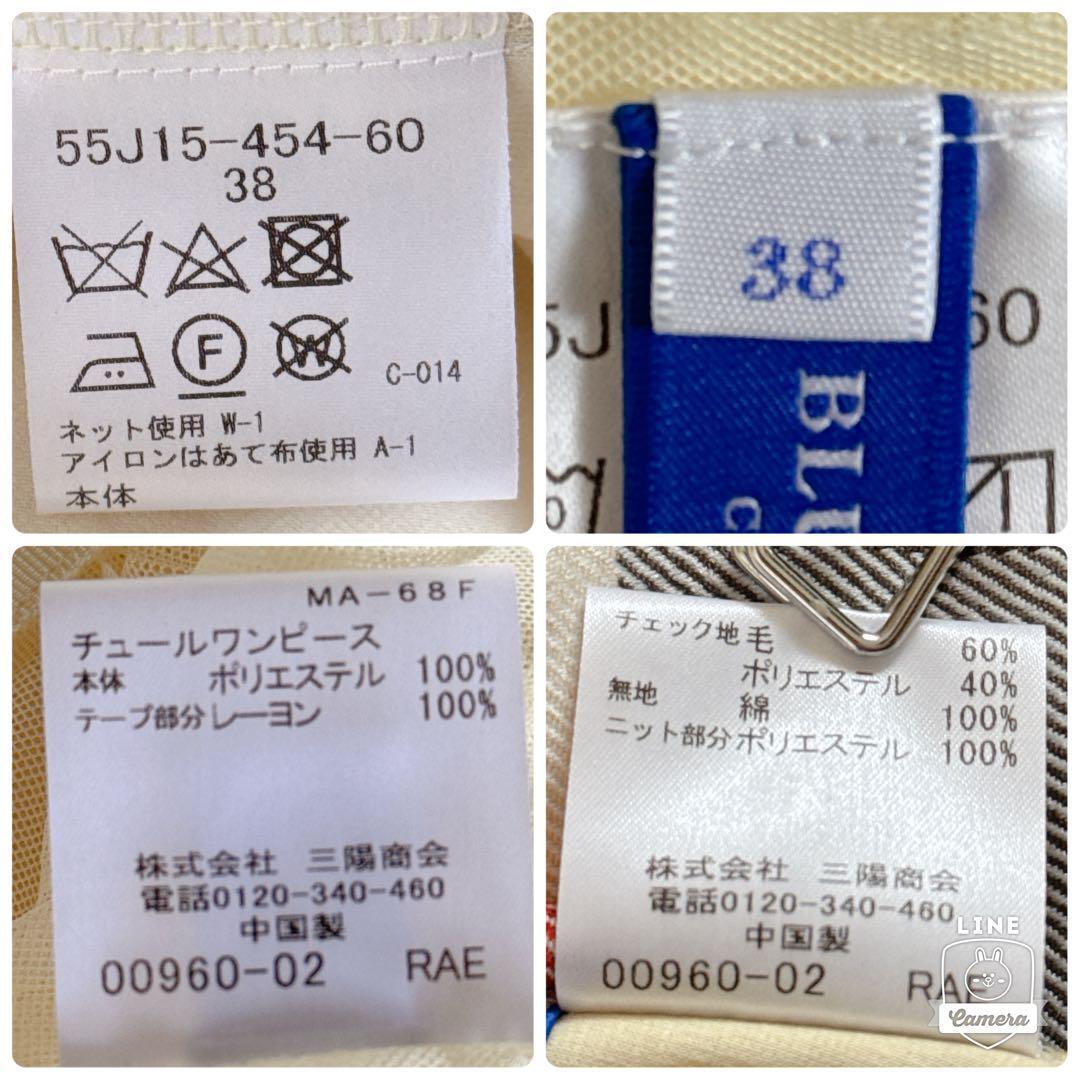 55J15-454-60
38
F
W
C-014
ネット使用 W-1
アイロンはあて布使用 A-1
本体
38
5J
60
BLU
C
MA-68F
チュールワンピース
本体 ポリエステル 100%
テープ部分 レーヨン 100%
株式会社 三陽商会
電話0120-340-460
中国製
00960-02 RAE
チェック地 毛 60%
ポリエステル 40%
無地 綿 100%
ニット部分 ポリエステル 100%
株式会社 三陽商会
電話0120-340-460
中国製
00960-02 RAE
LINE
Camera